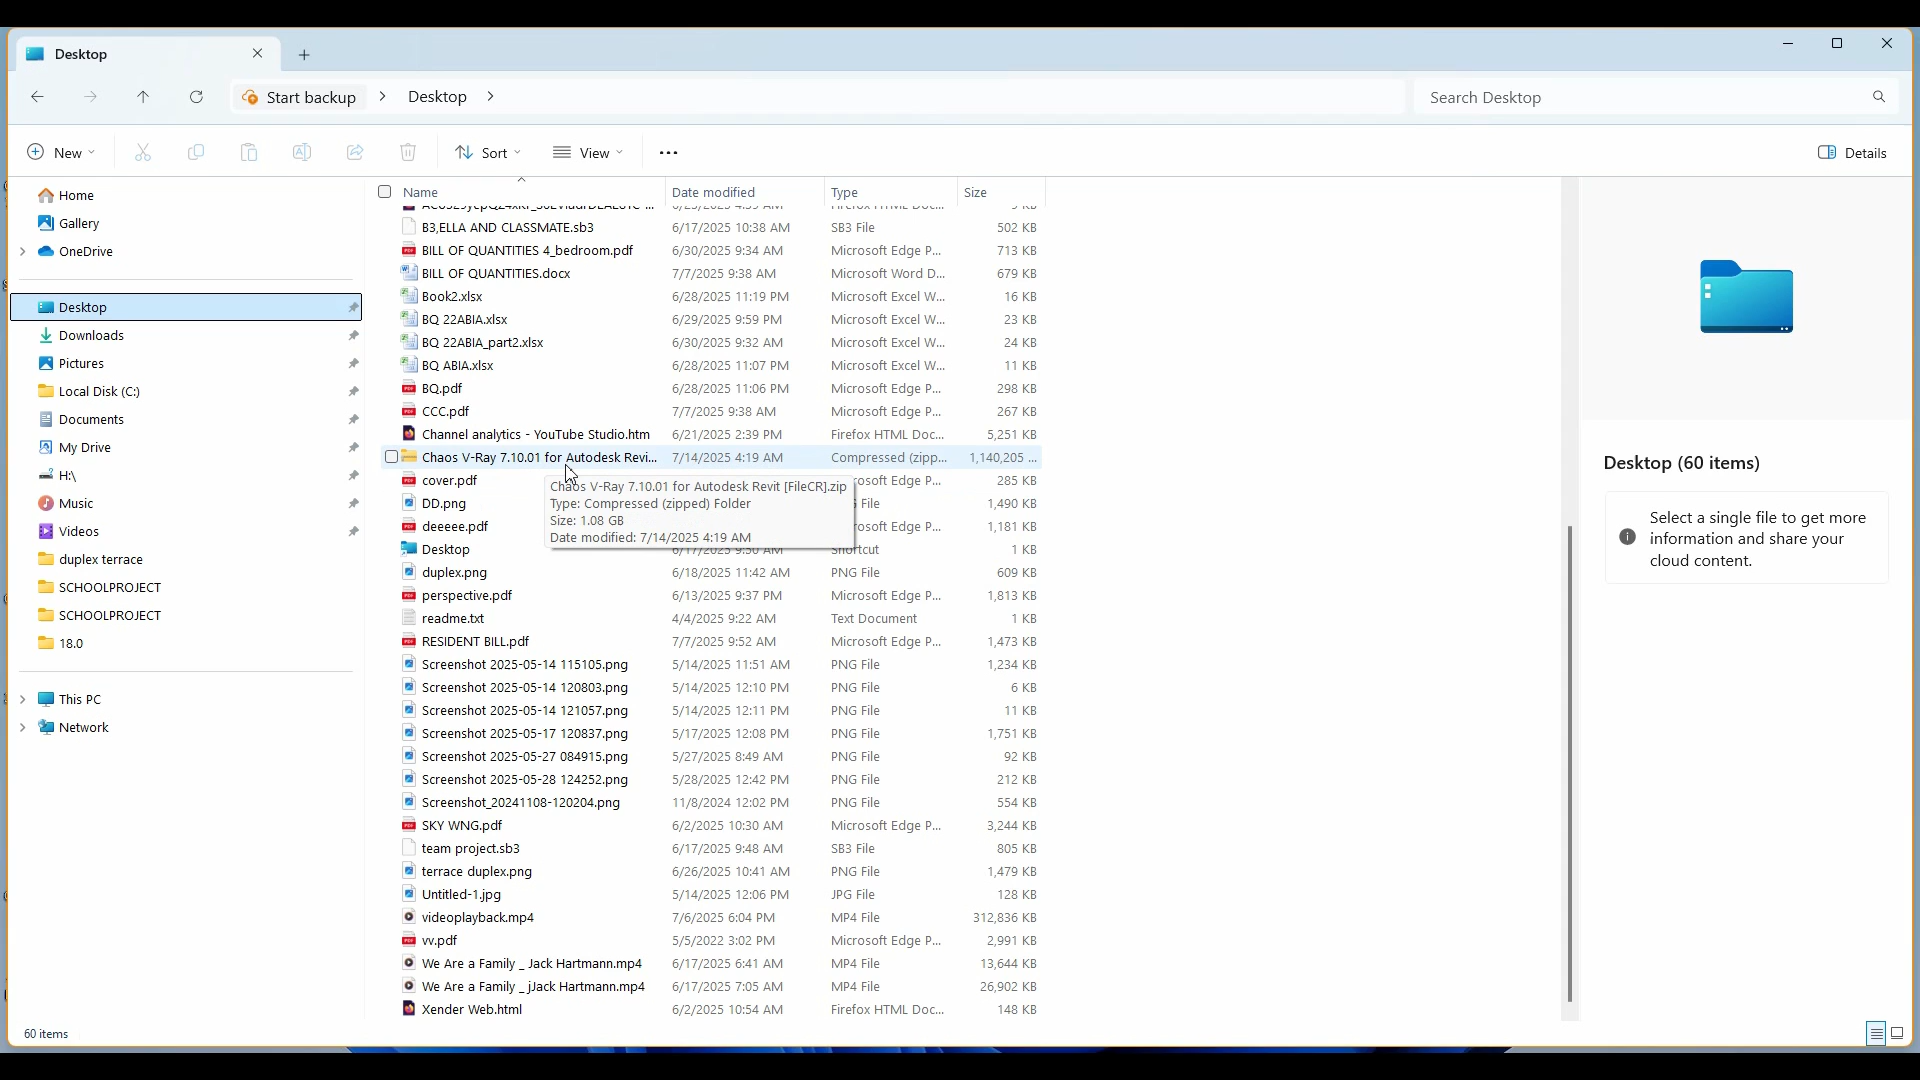 Desktop
Start backup > Desktop >
Search Desktop
New
Sort
View
...
Details
Home
Gallery
OneDrive
Desktop
Downloads
Pictures
Local Disk (C:)
Documents
My Drive
H:\
Music
Videos
duplex terrace
SCHOOLPROJECT
SCHOOLPROJECT
18.0
This PC
Network
Name Date modified Type Size
B3,ELLA AND CLASSMATE.sb3 6/17/2025 10:38 AM SB3 File 502 KB
BILL OF QUANTITIES 4_bedroom.pdf 6/30/2025 9:34 AM Microsoft Edge P... 713 KB
BILL OF QUANTITIES.docx 7/7/2025 9:38 AM Microsoft Word D... 679 KB
Book2.xlsx 6/28/2025 11:19 PM Microsoft Excel W... 16 KB
BQ 22ABIA.xlsx 6/29/2025 9:59 PM Microsoft Excel W... 23 KB
BQ 22ABIA_part2.xlsx 6/30/2025 9:32 AM Microsoft Excel W... 24 KB
BQ ABIA.xlsx 6/28/2025 11:07 PM Microsoft Excel W... 11 KB
BQ.pdf 6/28/2025 11:06 PM Microsoft Edge P... 298 KB
CCC.pdf 7/7/2025 9:38 AM Microsoft Edge P... 267 KB
Channel analytics - YouTube Studio.htm 6/21/2025 2:39 PM Firefox HTML Doc... 5,251 KB
Chaos V-Ray 7.10.01 for Autodesk Revi... 7/14/2025 4:19 AM Compressed (zipp... 1,140,205 ...
cover.pdf rosoft Edge P... 285 KB
DD.png File 1,490 KB
deeeee.pdf rosoft Edge P... 1,181 KB
Desktop 6/17/2025 9:50 AM Shortcut 1 KB
Chaos V-Ray 7.10.01 for Autodesk Revit [FileCR].zip
Type: Compressed (zipped) Folder
Size: 1.08 GB
Date modified: 7/14/2025 4:19 AM
duplex.png 6/18/2025 11:42 AM PNG File 609 KB
perspective.pdf 6/13/2025 9:37 PM Microsoft Edge P... 1,813 KB
readme.txt 4/4/2025 9:22 AM Text Document 1 KB
RESIDENT BILL.pdf 7/7/2025 9:52 AM Microsoft Edge P... 1,473 KB
Screenshot 2025-05-14 115105.png 5/14/2025 11:51 AM PNG File 1,234 KB
Screenshot 2025-05-14 120803.png 5/14/2025 12:10 PM PNG File 6 KB
Screenshot 2025-05-14 121057.png 5/14/2025 12:11 PM PNG File 11 KB
Screenshot 2025-05-17 120837.png 5/17/2025 12:08 PM PNG File 1,751 KB
Screenshot 2025-05-27 084915.png 5/27/2025 8:49 AM PNG File 92 KB
Screenshot 2025-05-28 124252.png 5/28/2025 12:42 PM PNG File 212 KB
Screenshot_20241108-120204.png 11/8/2024 12:02 PM PNG File 554 KB
SKY WNG.pdf 6/2/2025 10:30 AM Microsoft Edge P... 3,244 KB
team project.sb3 6/17/2025 9:48 AM SB3 File 805 KB
terrace duplex.png 6/26/2025 10:41 AM PNG File 1,479 KB
Untitled-1.jpg 5/14/2025 12:06 PM JPG File 128 KB
videoplayback.mp4 7/6/2025 6:04 PM MP4 File 312,836 KB
vv.pdf 5/5/2022 3:02 PM Microsoft Edge P... 2,991 KB
We Are a Family _ Jack Hartmann.mp4 6/17/2025 6:41 AM MP4 File 13,644 KB
We Are a Family _ jJack Hartmann.mp4 6/17/2025 7:05 AM MP4 File 26,902 KB
Xender Web.html 6/2/2025 10:54 AM Firefox HTML Doc... 148 KB
Desktop (60 items)
Select a single file to get more
information and share your
cloud content.
60 items